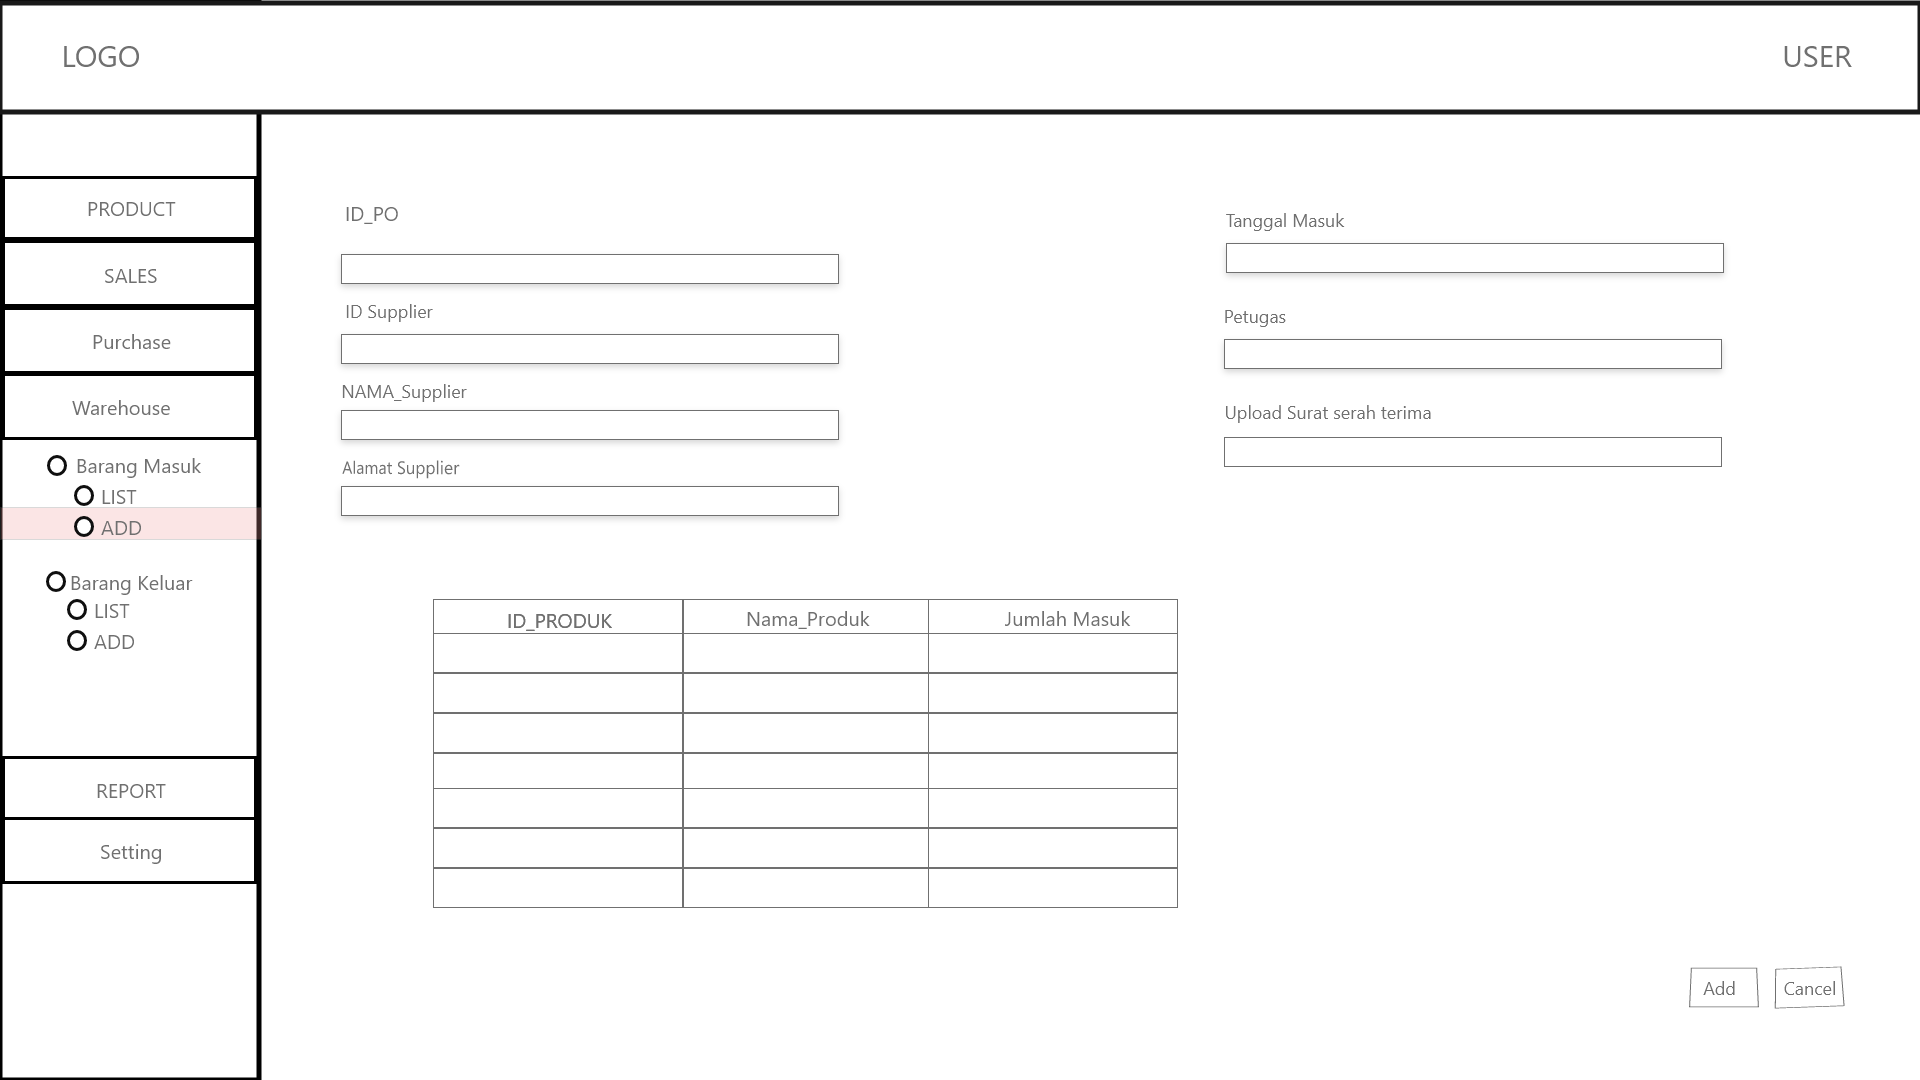 LOGO
USER
PRODUCT
SALES
Purchase
Warehouse
Barang Masuk
LIST
ADD
Barang Keluar
LIST
ADD
REPORT
Setting
ID_PO
ID Supplier
NAMA_Supplier
Alamat Supplier
Tanggal Masuk
Petugas
Upload Surat serah terima
ID_PRODUK Nama_Produk Jumlah Masuk
Add Cancel